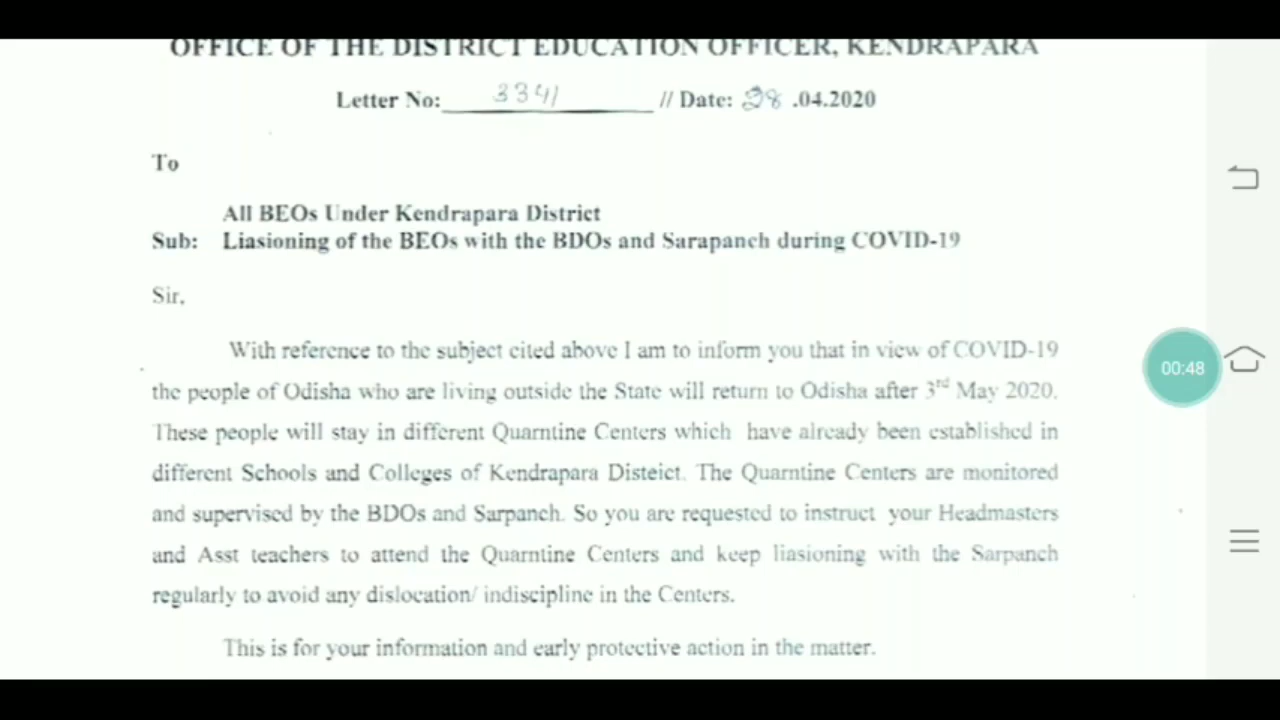 OFFICE OF THE DISTRICT EDUCATION OFFICER, KENDRAPARA
Letter No: 3341 // Date: 28 .04.2020
To
All BEOs Under Kendrapara District
Sub: Liasioning of the BEOs with the BDOs and Sarapanch during COVID-19
Sir,
With reference to the subject cited above I am to inform you that in view of COVID-19
the people of Odisha who are living outside the State will return to Odisha after 3rd May 2020.
These people will stay in different Quarntine Centers which have already been established in
different Schools and Colleges of Kendrapara Disteict. The Quarntine Centers are monitored
and supervised by the BDOs and Sarpanch. So you are requested to instruct your Headmasters
and Asst teachers to attend the Quarntine Centers and keep liasioning with the Sarpanch
regularly to avoid any dislocation/ indiscipline in the Centers.
This is for your information and early protective action in the matter.
00:48